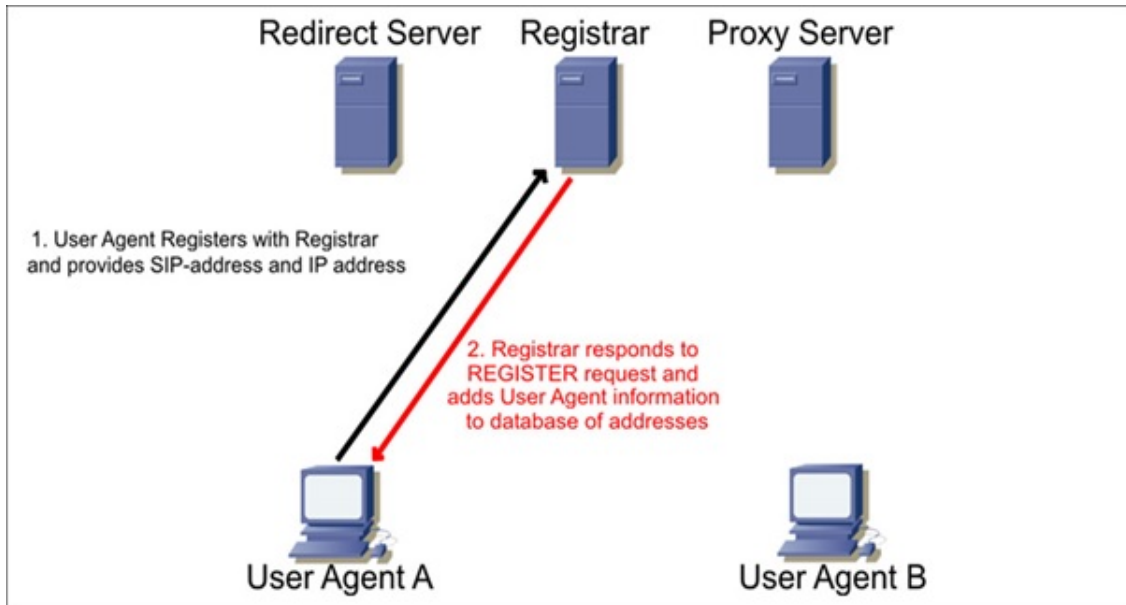 Redirect Server
Registrar
Proxy Server
1. User Agent Registers with Registrar
and provides SIP-address and IP address
2. Registrar responds to
REGISTER request and
adds User Agent information
to database of addresses
User Agent A
User Agent B